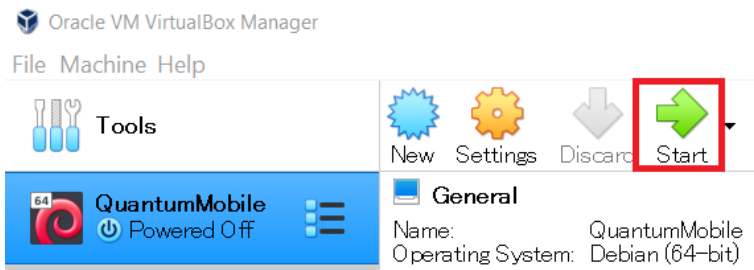 Oracle VM VirtualBox Manager
File Machine Help
Tools
New Settings Discard Start
64
QuantumMobile
Powered Off
General
Name: QuantumMobile
Operating System: Debian (64-bit)